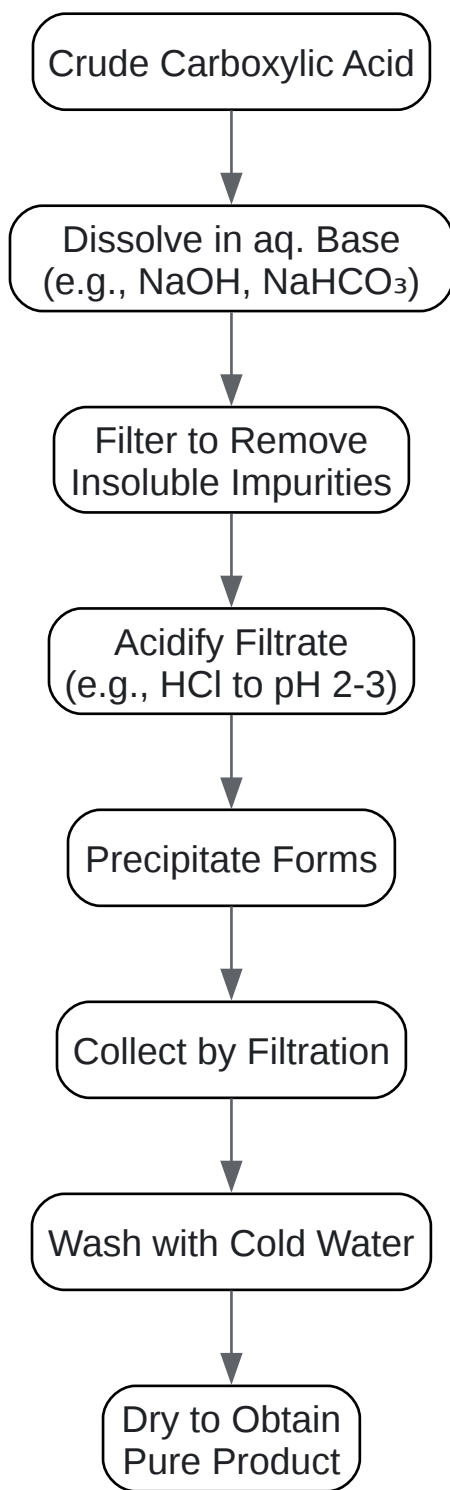 Crude Carboxylic Acid
Dissolve in aq. Base
(e.g., NaOH, NaHCO₃)
Filter to Remove
Insoluble Impurities
Acidify Filtrate
(e.g., HCl to pH 2-3)
Precipitate Forms
Collect by Filtration
Wash with Cold Water
Dry to Obtain
Pure Product